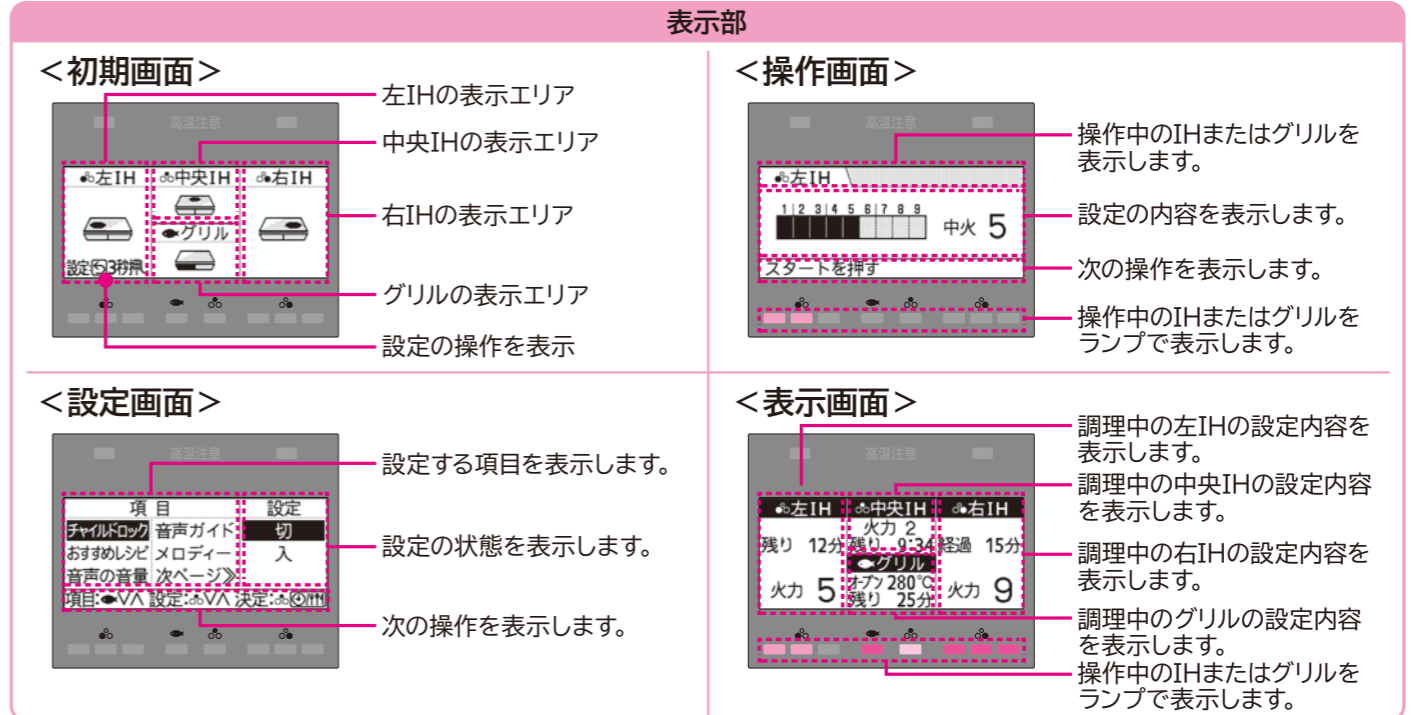 表示部
＜初期画面＞
高温注意
左IH
中央IH
右IH
グリル
設定 3秒押
左IHの表示エリア
中央IHの表示エリア
右IHの表示エリア
グリルの表示エリア
設定の操作を表示
＜操作画面＞
高温注意
左IH
1 2 3 4 5 6 7 8 9
中火 5
スタートを押す
操作中のIHまたはグリルを
表示します。
設定の内容を表示します。
次の操作を表示します。
操作中のIHまたはグリルを
ランプで表示します。
＜設定画面＞
高温注意
項目 設定
チャイルドロック 音声ガイド 切
おすすめレシピ メロディー 入
音声の音量 次ページ》
項目: ∨∧ 設定: ∨∧ 決定:
設定する項目を表示します。
設定の状態を表示します。
次の操作を表示します。
＜表示画面＞
高温注意
左IH
残り 12分
火力 5
中央IH
火力 2
残り 9:34
グリル
オーブン 280℃
残り 25分
右IH
経過 15分
火力 9
調理中の左IHの設定内容を
表示します。
調理中の中央IHの設定内容
を表示します。
調理中の右IHの設定内容を
表示します。
調理中のグリルの設定内容
を表示します。
操作中のIHまたはグリルを
ランプで表示します。